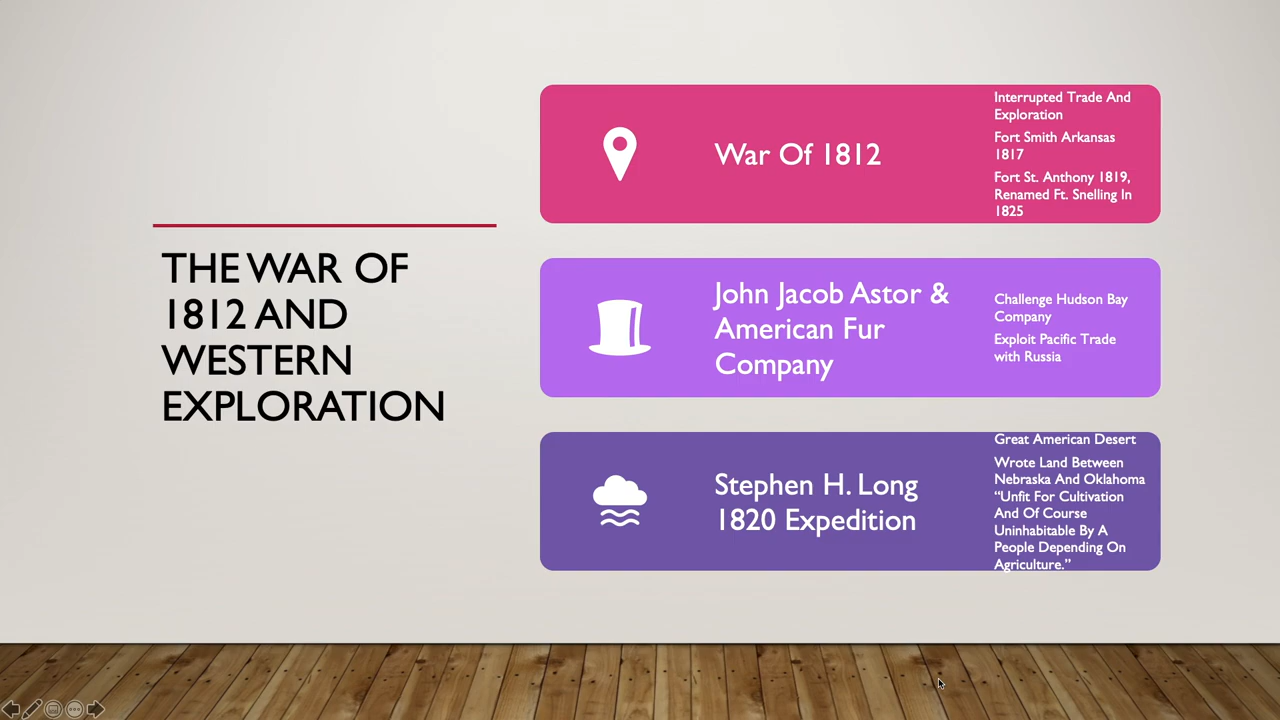 THE WAR OF
1812 AND
WESTERN
EXPLORATION
War Of 1812
Interrupted Trade And
Exploration
Fort Smith Arkansas
1817
Fort St. Anthony 1819,
Renamed Ft. Snelling In
1825
John Jacob Astor &
American Fur
Company
Challenge Hudson Bay
Company
Exploit Pacific Trade
with Russia
Stephen H. Long
1820 Expedition
Great American Desert
Wrote Land Between
Nebraska And Oklahoma
“Unfit For Cultivation
And Of Course
Uninhabitable By A
People Depending On
Agriculture.”